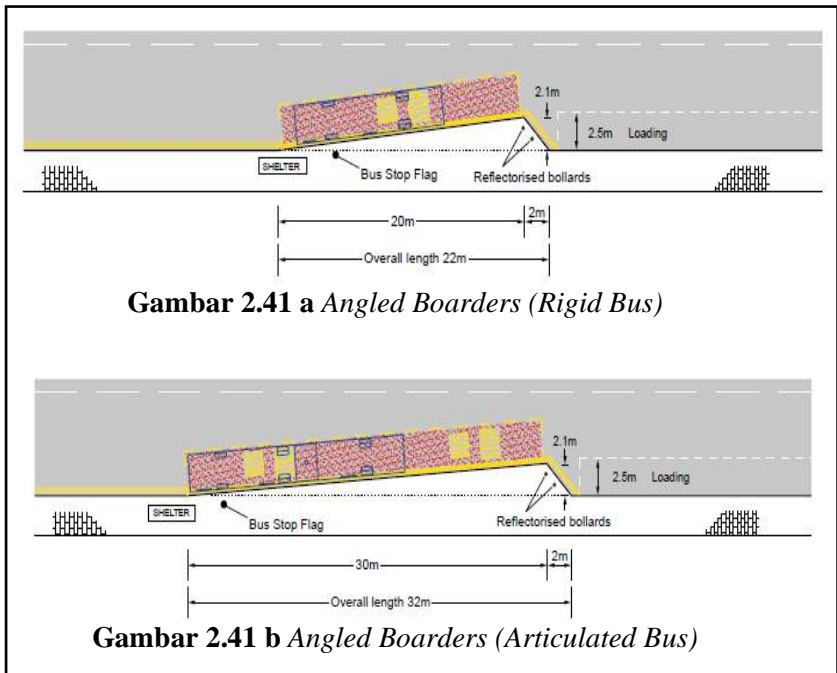 2.1m
2.5m Loading
SHELTER
Bus Stop Flag
Reflectorised bollards
20m
2m
Overall length 22m
Gambar 2.41 a Angled Boarders (Rigid Bus)
2.1m
2.5m Loading
SHELTER
Bus Stop Flag
Reflectorised bollards
30m
2m
Overall length 32m
Gambar 2.41 b Angled Boarders (Articulated Bus)